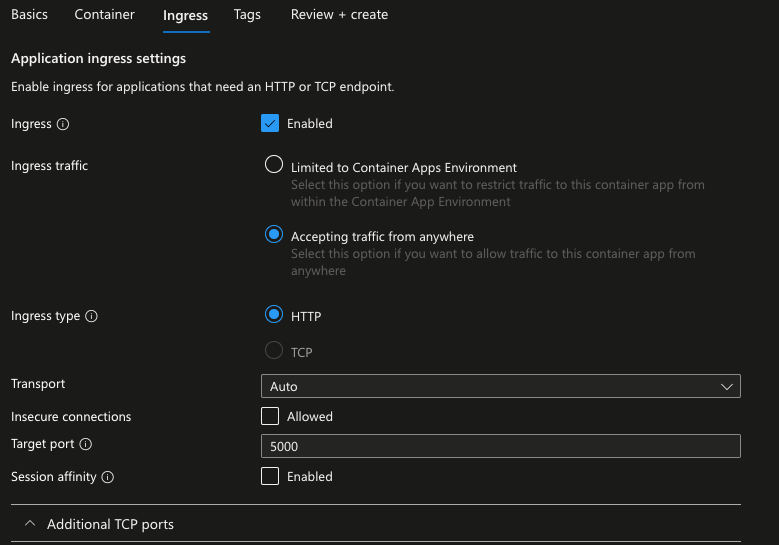 Basics Container Ingress Tags Review + create
Application ingress settings
Enable ingress for applications that need an HTTP or TCP endpoint.
Ingress Enabled
Ingress traffic Limited to Container Apps Environment
Select this option if you want to restrict traffic to this container app from
within the Container App Environment
Accepting traffic from anywhere
Select this option if you want to allow traffic to this container app from
anywhere
Ingress type HTTP
TCP
Transport Auto
Insecure connections Allowed
Target port 5000
Session affinity Enabled
Additional TCP ports